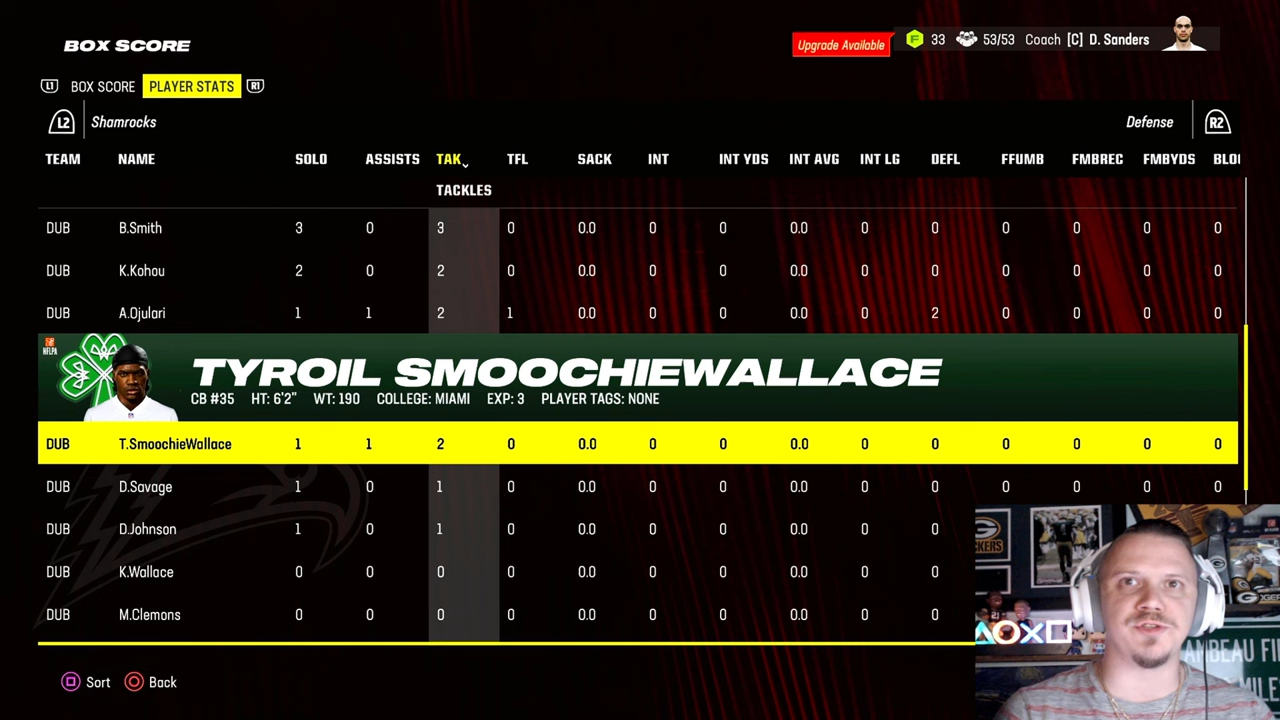 BOX SCORE
Upgrade Available F 33 53/53 Coach [C] D. Sanders
L1 BOX SCORE PLAYER STATS R1
L2 Shamrocks Defense R2
TEAM NAME SOLO ASSISTS TAK TFL SACK INT INT YDS INT AVG INT LG DEFL FFUMB FMBREC FMBYDS BLO
TACKLES
DUB B.Smith 3 0 3 0 0.0 0 0 0.0 0 0 0 0 0 0
DUB K.Kohou 2 0 2 0 0.0 0 0 0.0 0 0 0 0 0 0
DUB A.Ojulari 1 1 2 1 0.0 0 0 0.0 0 2 0 0 0 0
NFLPA
TYROIL SMOOCHIEWALLACE
CB #35 HT: 6'2" WT: 190 COLLEGE: MIAMI EXP: 3 PLAYER TAGS: NONE
DUB T.SmoochieWallace 1 1 2 0 0.0 0 0 0.0 0 0 0 0 0 0
DUB D.Savage 1 0 1 0 0.0 0 0 0.0 0 0 0 0 0 0
DUB D.Johnson 1 0 1 0 0.0 0 0 0.0 0 0
DUB K.Wallace 0 0 0 0 0.0 0 0 0.0 0 0
DUB M.Clemons 0 0 0 0 0.0 0 0 0.0 0 0
Sort Back